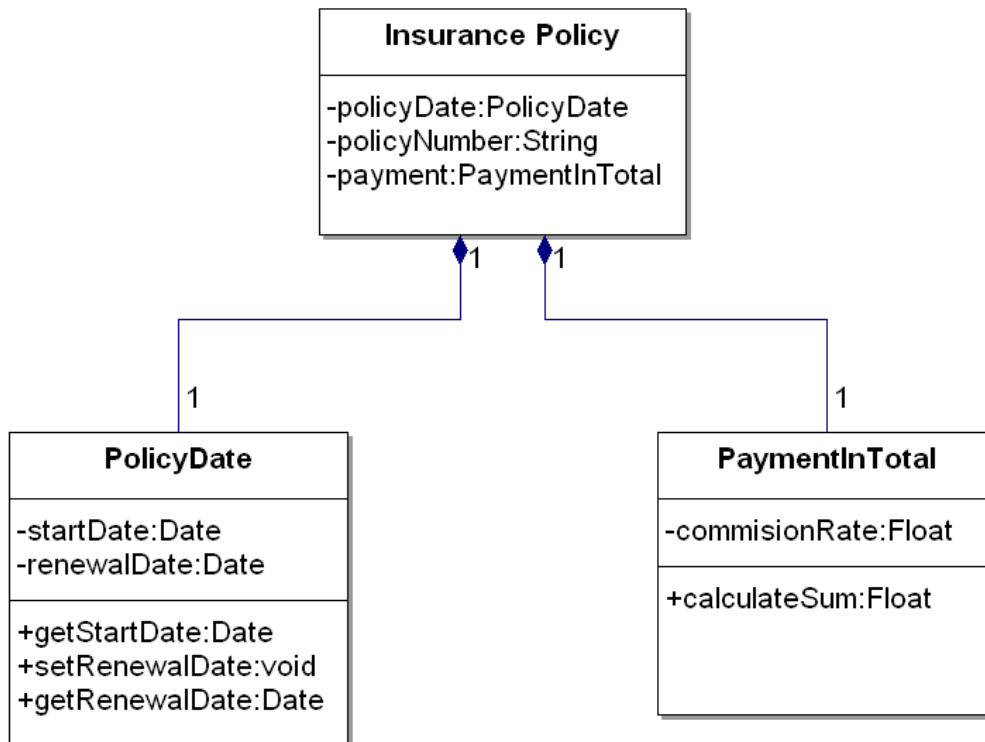 Insurance Policy
-policyDate:PolicyDate
-policyNumber:String
-payment:PaymentInTotal
1
1
1
1
PolicyDate
-startDate:Date
-renewalDate:Date
+getStartDate:Date
+setRenewalDate:void
+getRenewalDate:Date
PaymentInTotal
-commisionRate:Float
+calculateSum:Float